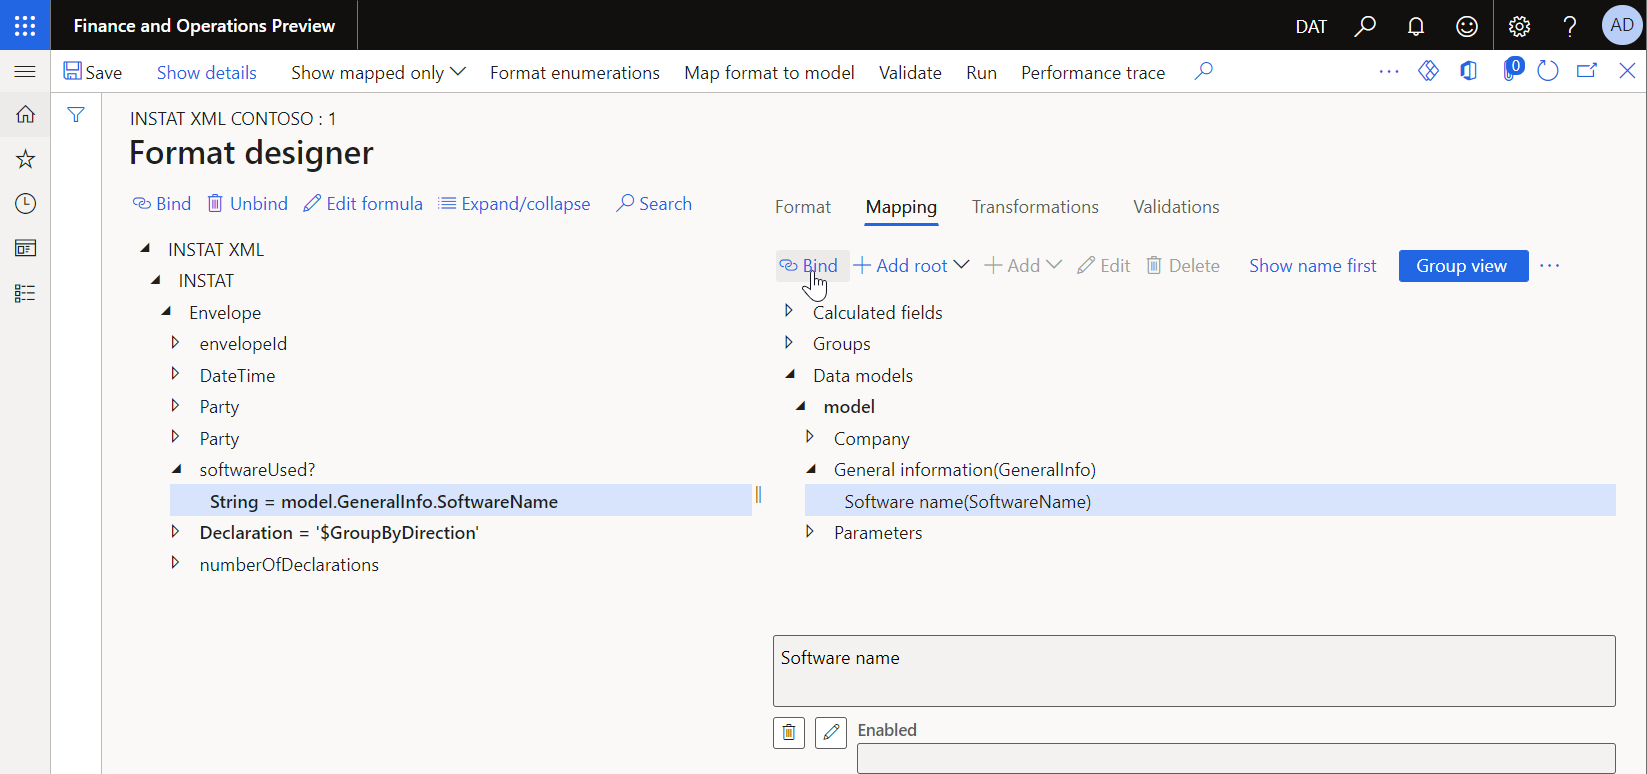 Finance and Operations Preview
DAT
?
AD
Save
Show details
Show mapped only
Format enumerations
Map format to model
Validate
Run
Performance trace
0
INSTAT XML CONTOSO : 1
Format designer
Bind
Unbind
Edit formula
Expand/collapse
Search
INSTAT XML
INSTAT
Envelope
envelopeId
DateTime
Party
Party
softwareUsed?
String = model.GeneralInfo.SoftwareName
Declaration = '$GroupByDirection'
numberOfDeclarations
Format
Mapping
Transformations
Validations
Bind
Add root
Add
Edit
Delete
Show name first
Group view
Calculated fields
Groups
Data models
model
Company
General information(GeneralInfo)
Software name(SoftwareName)
Parameters
Software name
Enabled